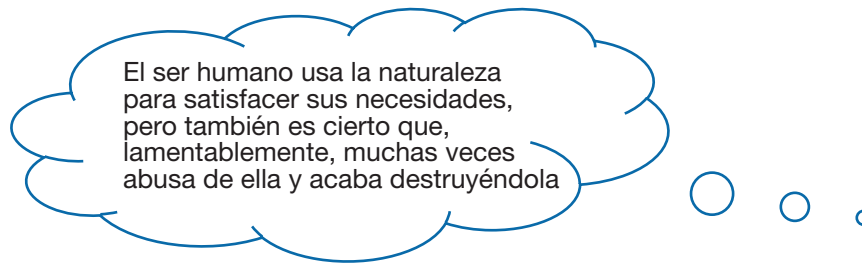 El ser humano usa la naturaleza
para satisfacer sus necesidades,
pero también es cierto que,
lamentablemente, muchas veces
abusa de ella y acaba destruyéndola